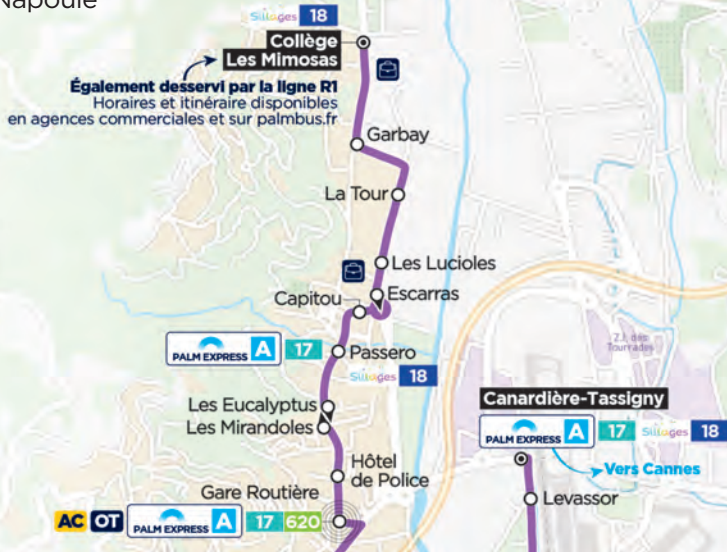 Napoule
Sillages 18
Collège
Les Mimosas
Également desservi par la ligne R1
Horaires et itinéraire disponibles
en agences commerciales et sur palmbus.fr
Garbay
La Tour
Les Lucioles
Escarras
Capitou
PALM EXPRESS A 17
Passero
Sillages 18
Z.I. des
Tourrades
Les Eucalyptus
Les Mirandoles
Canardière-Tassigny
PALM EXPRESS A 17 Sillages 18
Vers Cannes
Hôtel
de Police
Levassor
Gare Routière
AC OT PALM EXPRESS A 17 620